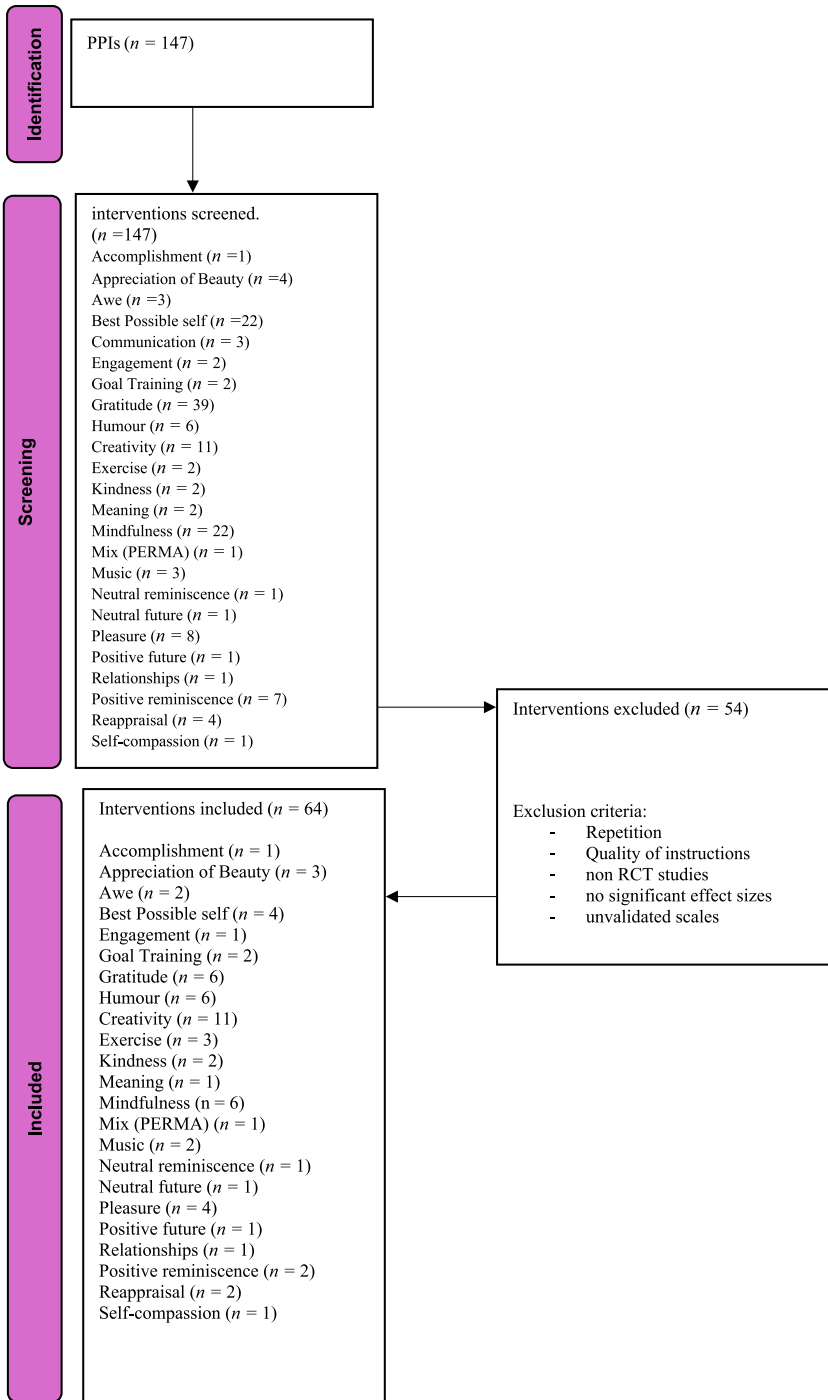 Identification
PPIs (n = 147)
Screening
interventions screened.
(n =147)
Accomplishment (n =1)
Appreciation of Beauty (n =4)
Awe (n =3)
Best Possible self (n =22)
Communication (n = 3)
Engagement (n = 2)
Goal Training (n = 2)
Gratitude (n = 39)
Humour (n = 6)
Creativity (n = 11)
Exercise (n = 2)
Kindness (n = 2)
Meaning (n = 2)
Mindfulness (n = 22)
Mix (PERMA) (n = 1)
Music (n = 3)
Neutral reminiscence (n = 1)
Neutral future (n = 1)
Pleasure (n = 8)
Positive future (n = 1)
Relationships (n = 1)
Positive reminiscence (n = 7)
Reappraisal (n = 4)
Self-compassion (n = 1)
Interventions excluded (n = 54)
Exclusion criteria:
- Repetition
- Quality of instructions
- non RCT studies
- no significant effect sizes
- unvalidated scales
Included
Interventions included (n = 64)
Accomplishment (n = 1)
Appreciation of Beauty (n = 3)
Awe (n = 2)
Best Possible self (n = 4)
Engagement (n = 1)
Goal Training (n = 2)
Gratitude (n = 6)
Humour (n = 6)
Creativity (n = 11)
Exercise (n = 3)
Kindness (n = 2)
Meaning (n = 1)
Mindfulness (n = 6)
Mix (PERMA) (n = 1)
Music (n = 2)
Neutral reminiscence (n = 1)
Neutral future (n = 1)
Pleasure (n = 4)
Positive future (n = 1)
Relationships (n = 1)
Positive reminiscence (n = 2)
Reappraisal (n = 2)
Self-compassion (n = 1)